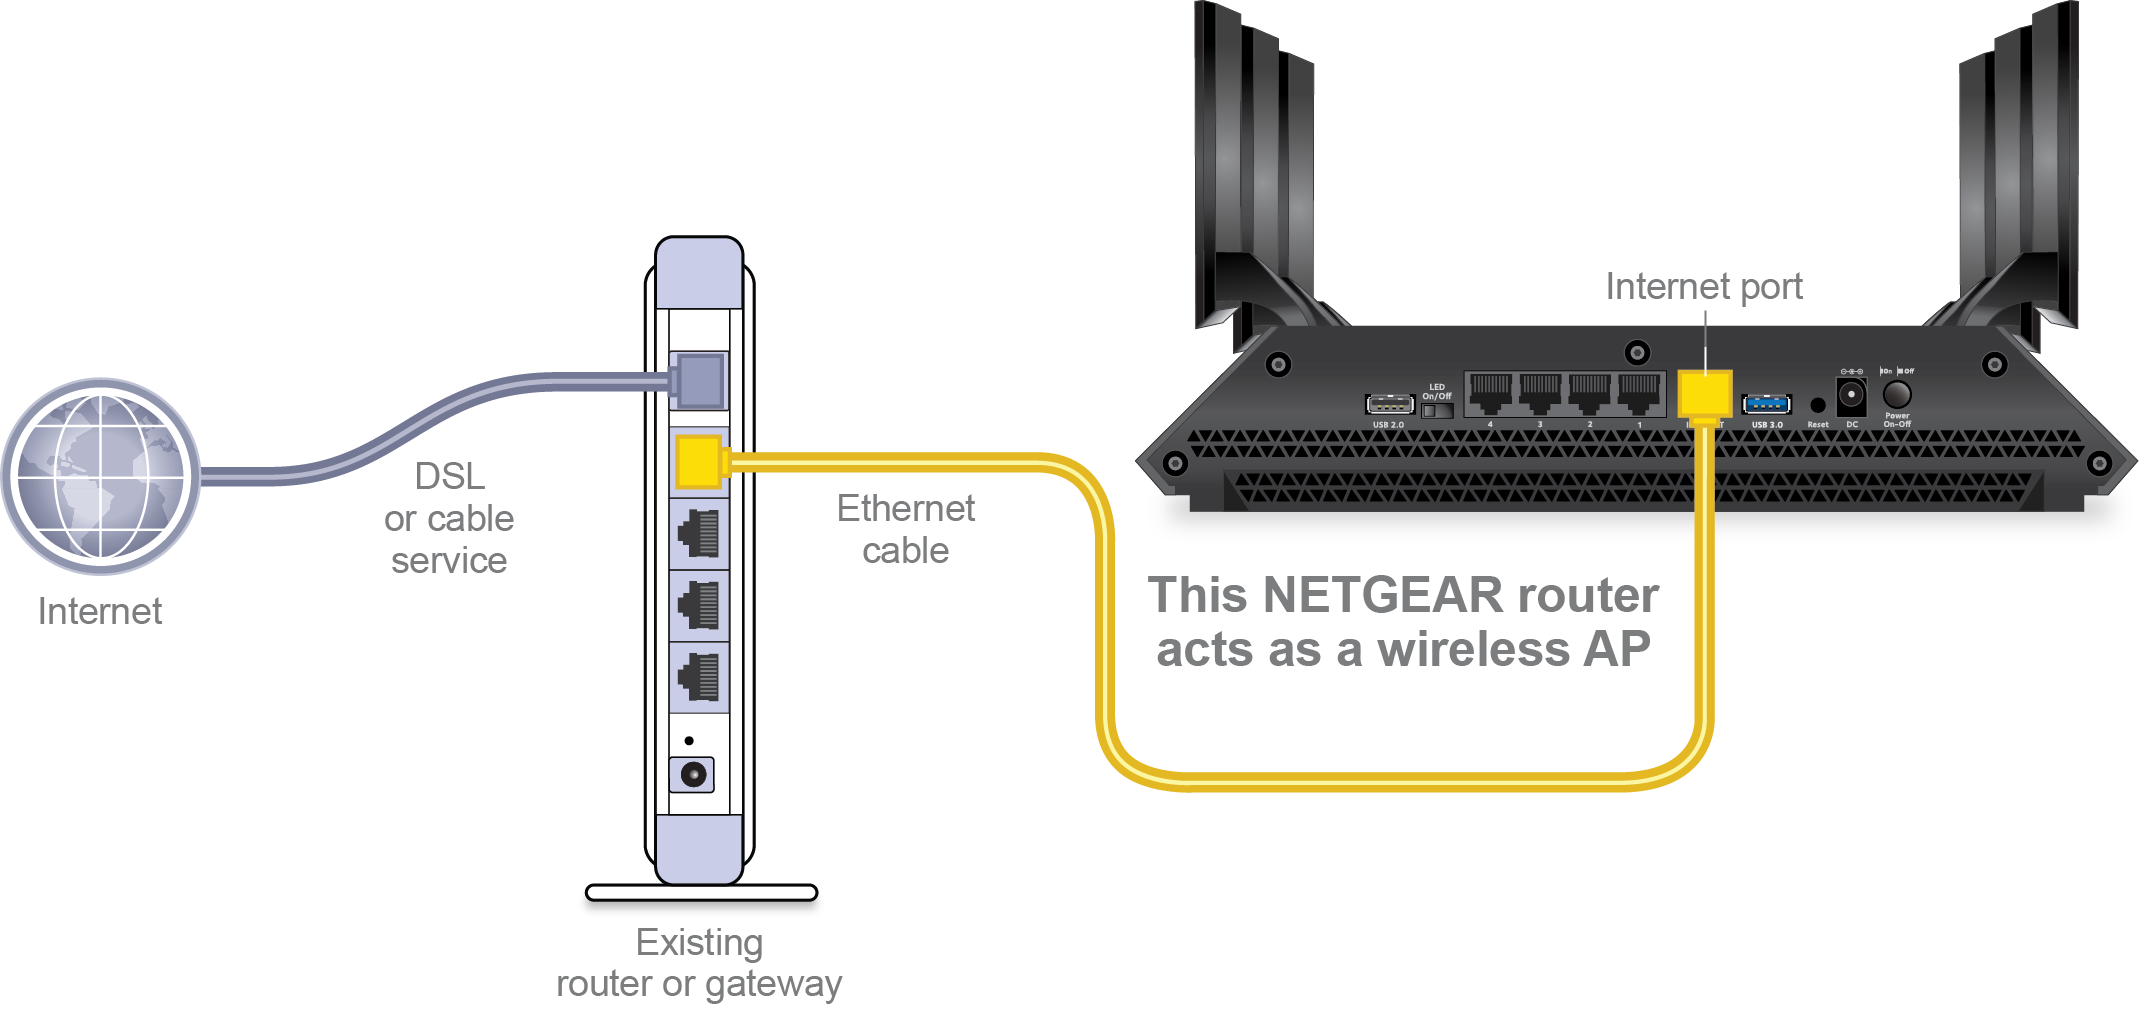 Internet port
LED
On/Off
On Off
USB 2.0
4
3
2
1
USB 3.0
Reset
DC
Power
On-Off
DSL
or cable
service
Ethernet
cable
Internet
This NETGEAR router
acts as a wireless AP
Existing
router or gateway